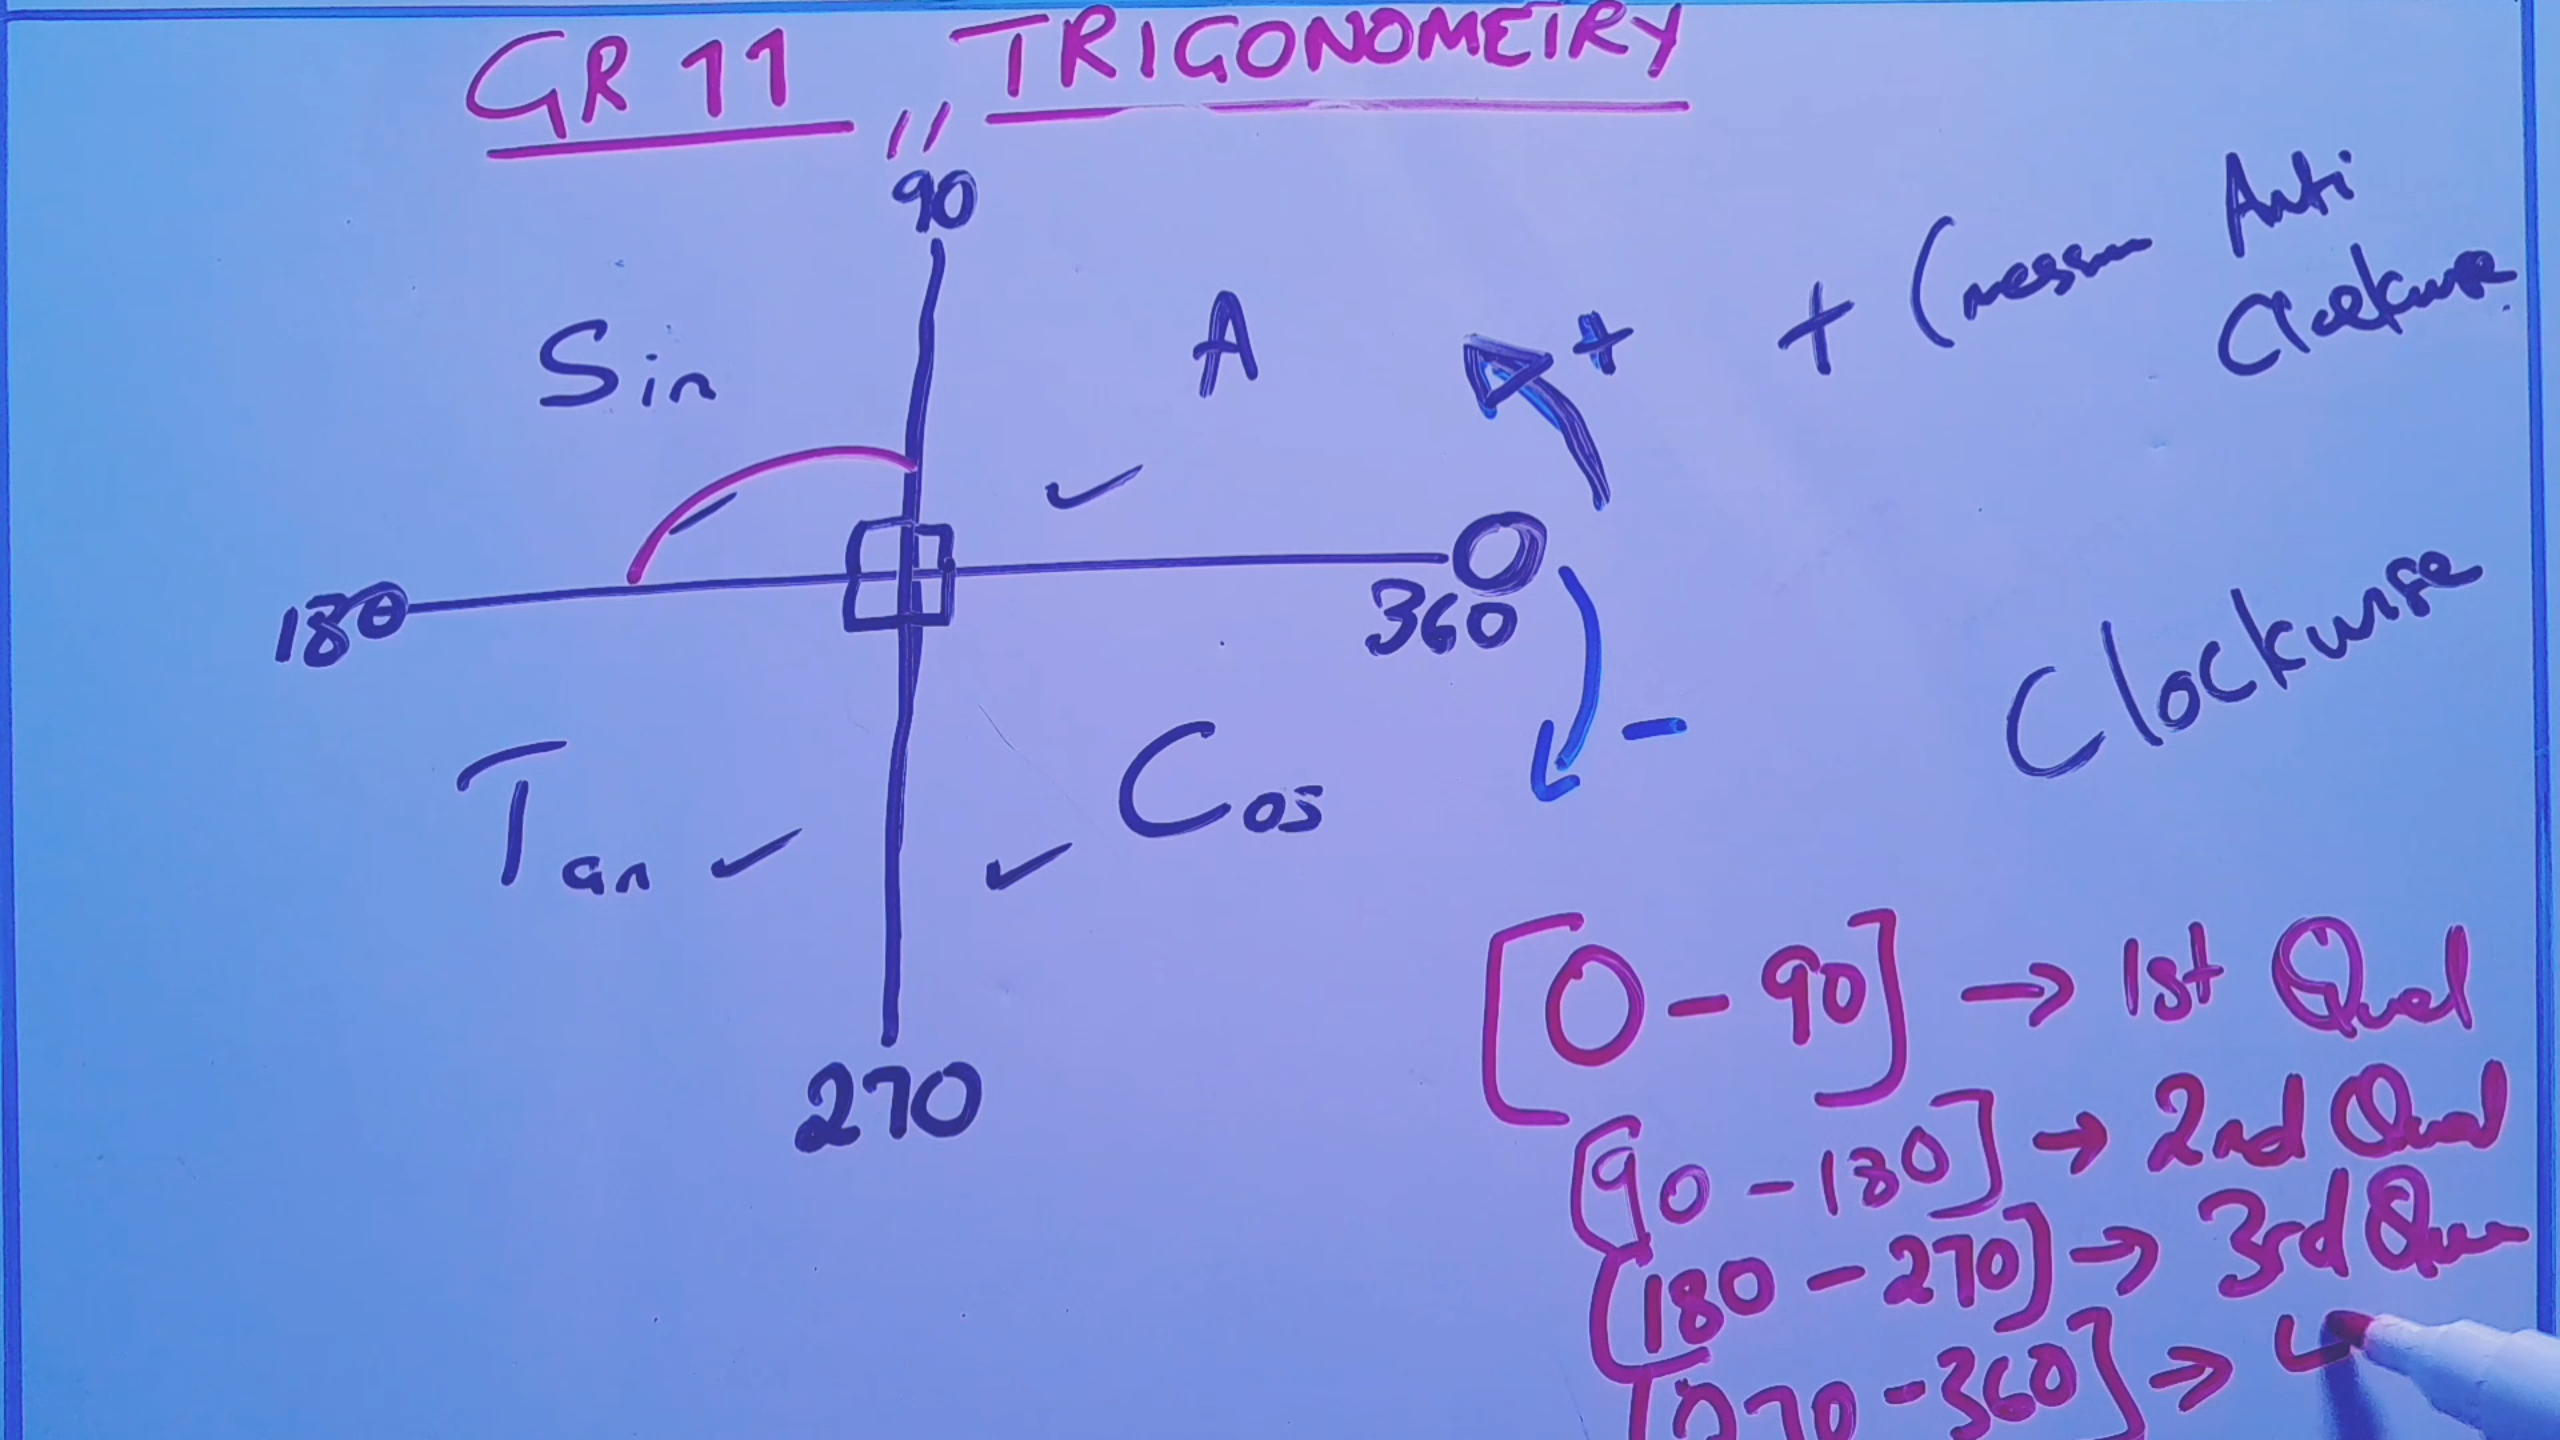 GR 11 TRIGONOMETRY
90
Sin
A
+
+ (
Anti
Clockwise
180
0
360
-
Clockwise
Tan
Cos
270
[0 - 90] → 1st Quad
[90 - 180] → 2nd Quad
[180 - 270] → 3rd
[270 - 360] →